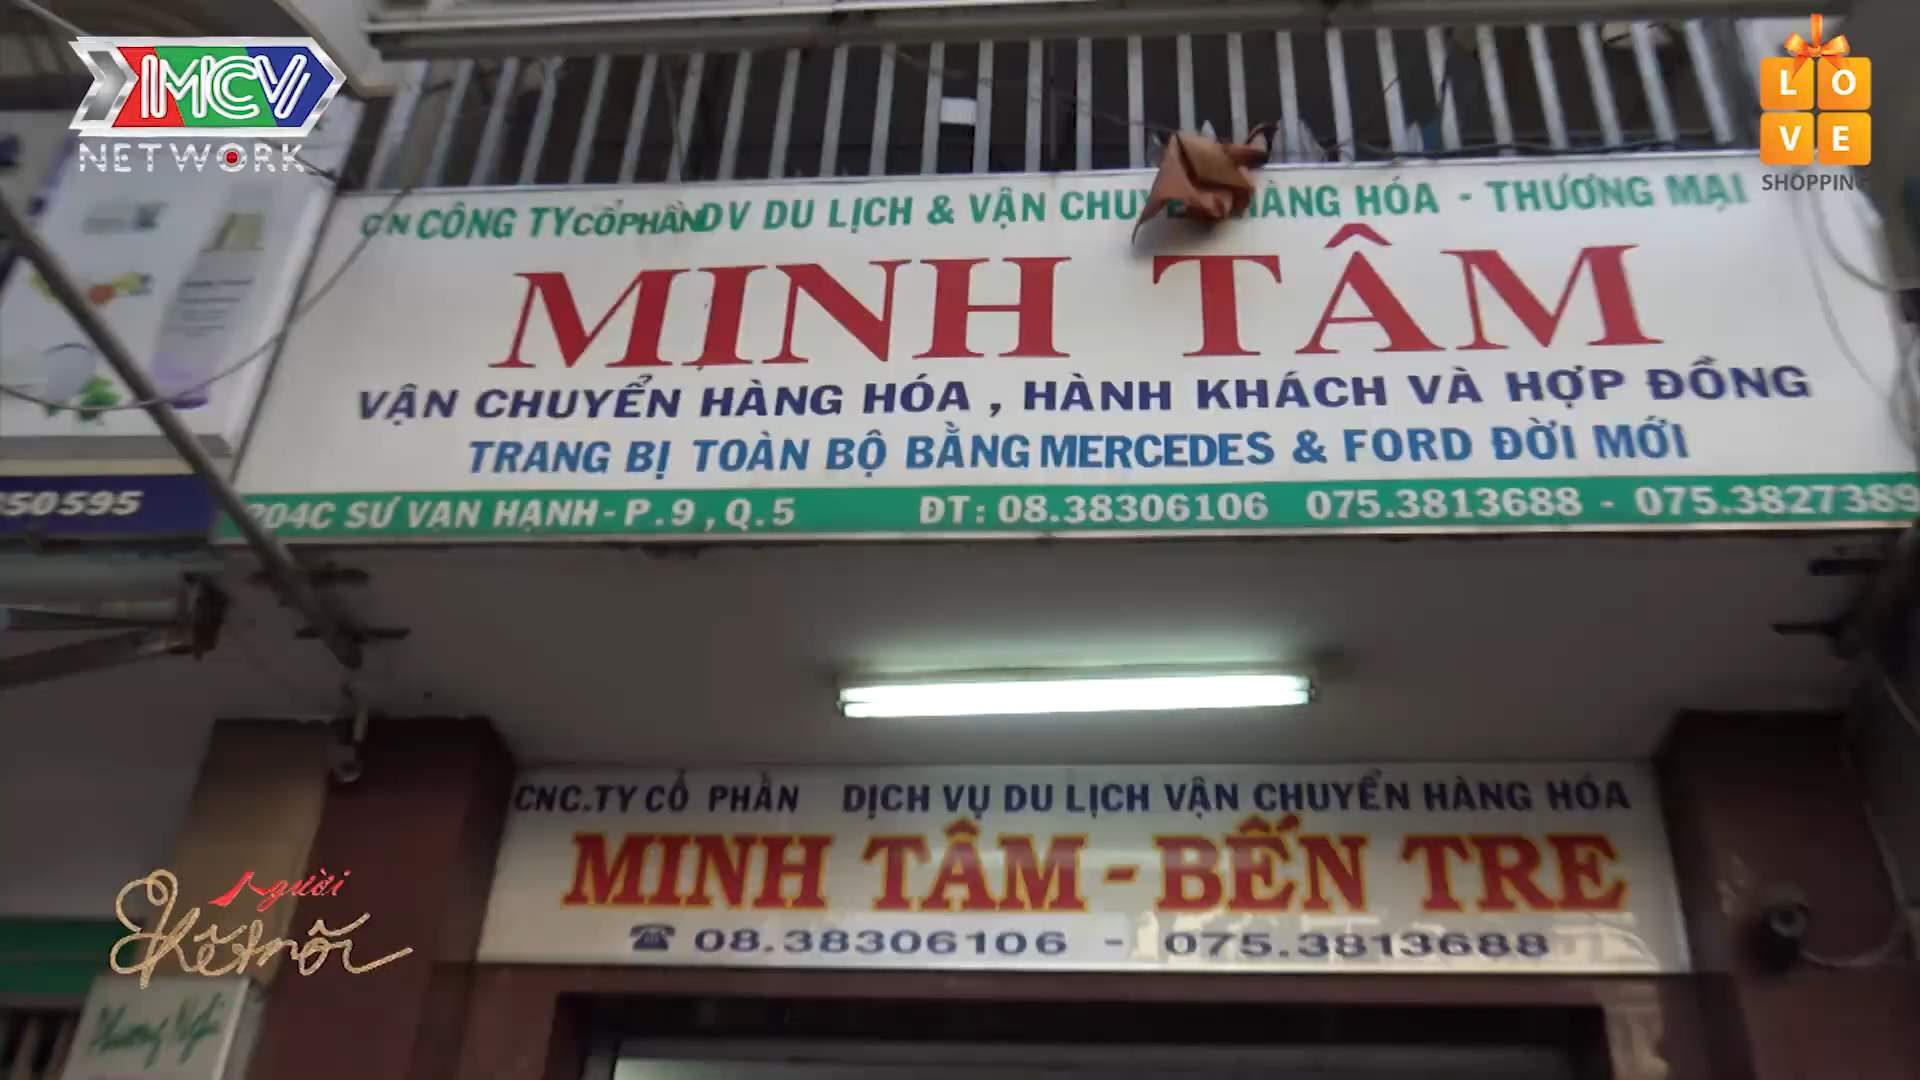 MCV
NETWORK
LOVE
SHOPPING
CN CÔNG TY CỔ PHẦN DV DU LỊCH & VẬN CHUYỂN HÀNG HÓA - THƯƠNG MẠI
MINH TÂM
VẬN CHUYỂN HÀNG HÓA , HÀNH KHÁCH VÀ HỢP ĐỒNG
TRANG BỊ TOÀN BỘ BẰNG MERCEDES & FORD ĐỜI MỚI
204C SƯ VẠN HẠNH - P.9 , Q.5 ĐT: 08.38306106 075.3813688 - 075.3827389
350595
CNC.TY CỔ PHẦN DỊCH VỤ DU LỊCH VẬN CHUYỂN HÀNG HÓA
MINH TÂM - BẾN TRE
☎ 08.38306106 - 075.3813688
Người
Kết nối